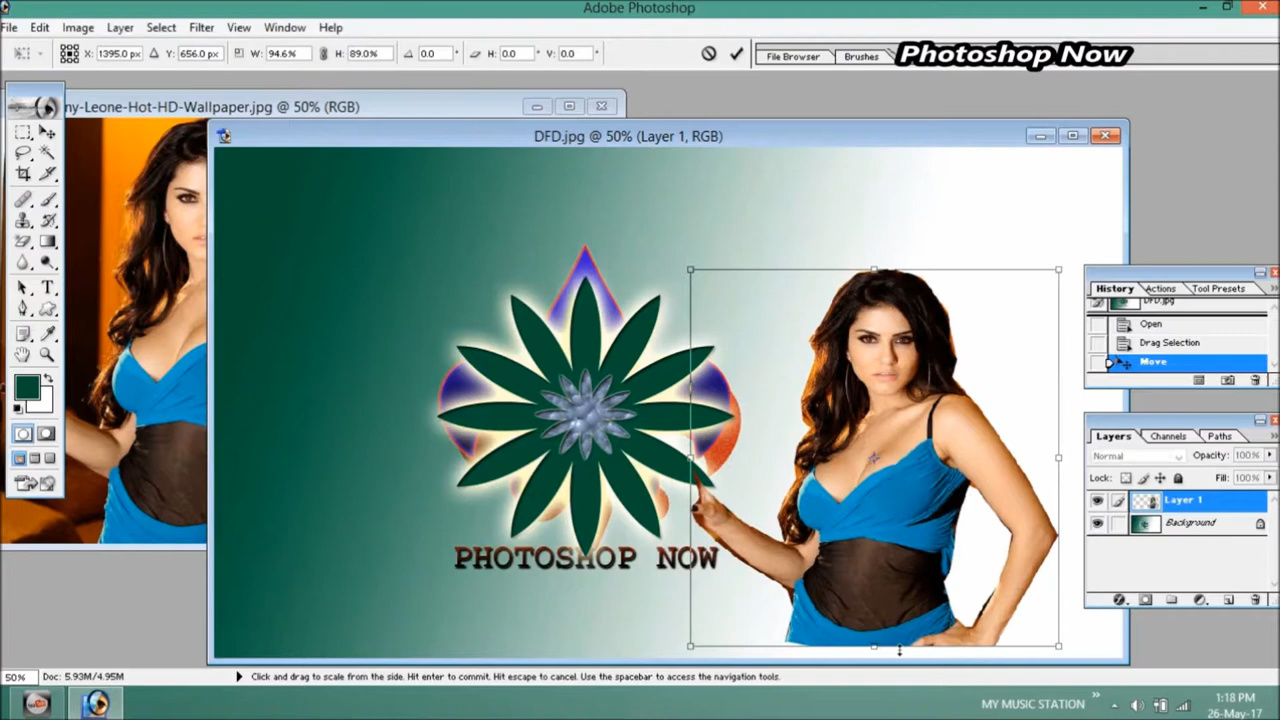 Adobe Photoshop
File Edit Image Layer Select Filter View Window Help
X: 1395.0 px Y: 656.0 px W: 94.6% H: 89.0% 0.0 ° H: 0.0 ° V: 0.0 °
File Browser Brushes
Photoshop Now
ny-Leone-Hot-HD-Wallpaper.jpg @ 50% (RGB)
DFD.jpg @ 50% (Layer 1, RGB)
PHOTOSHOP NOW
History Actions Tool Presets
DFD.jpg
Open
Drag Selection
Move
Layers Channels Paths
Normal Opacity: 100%
Lock: Fill: 100%
Layer 1
Background
50% Doc: 5.93M/4.95M Click and drag to scale from the side. Hit enter to commit. Hit escape to cancel. Use the spacebar to access the navigation tools.
MY MUSIC STATION
1:18 PM
26-May-17